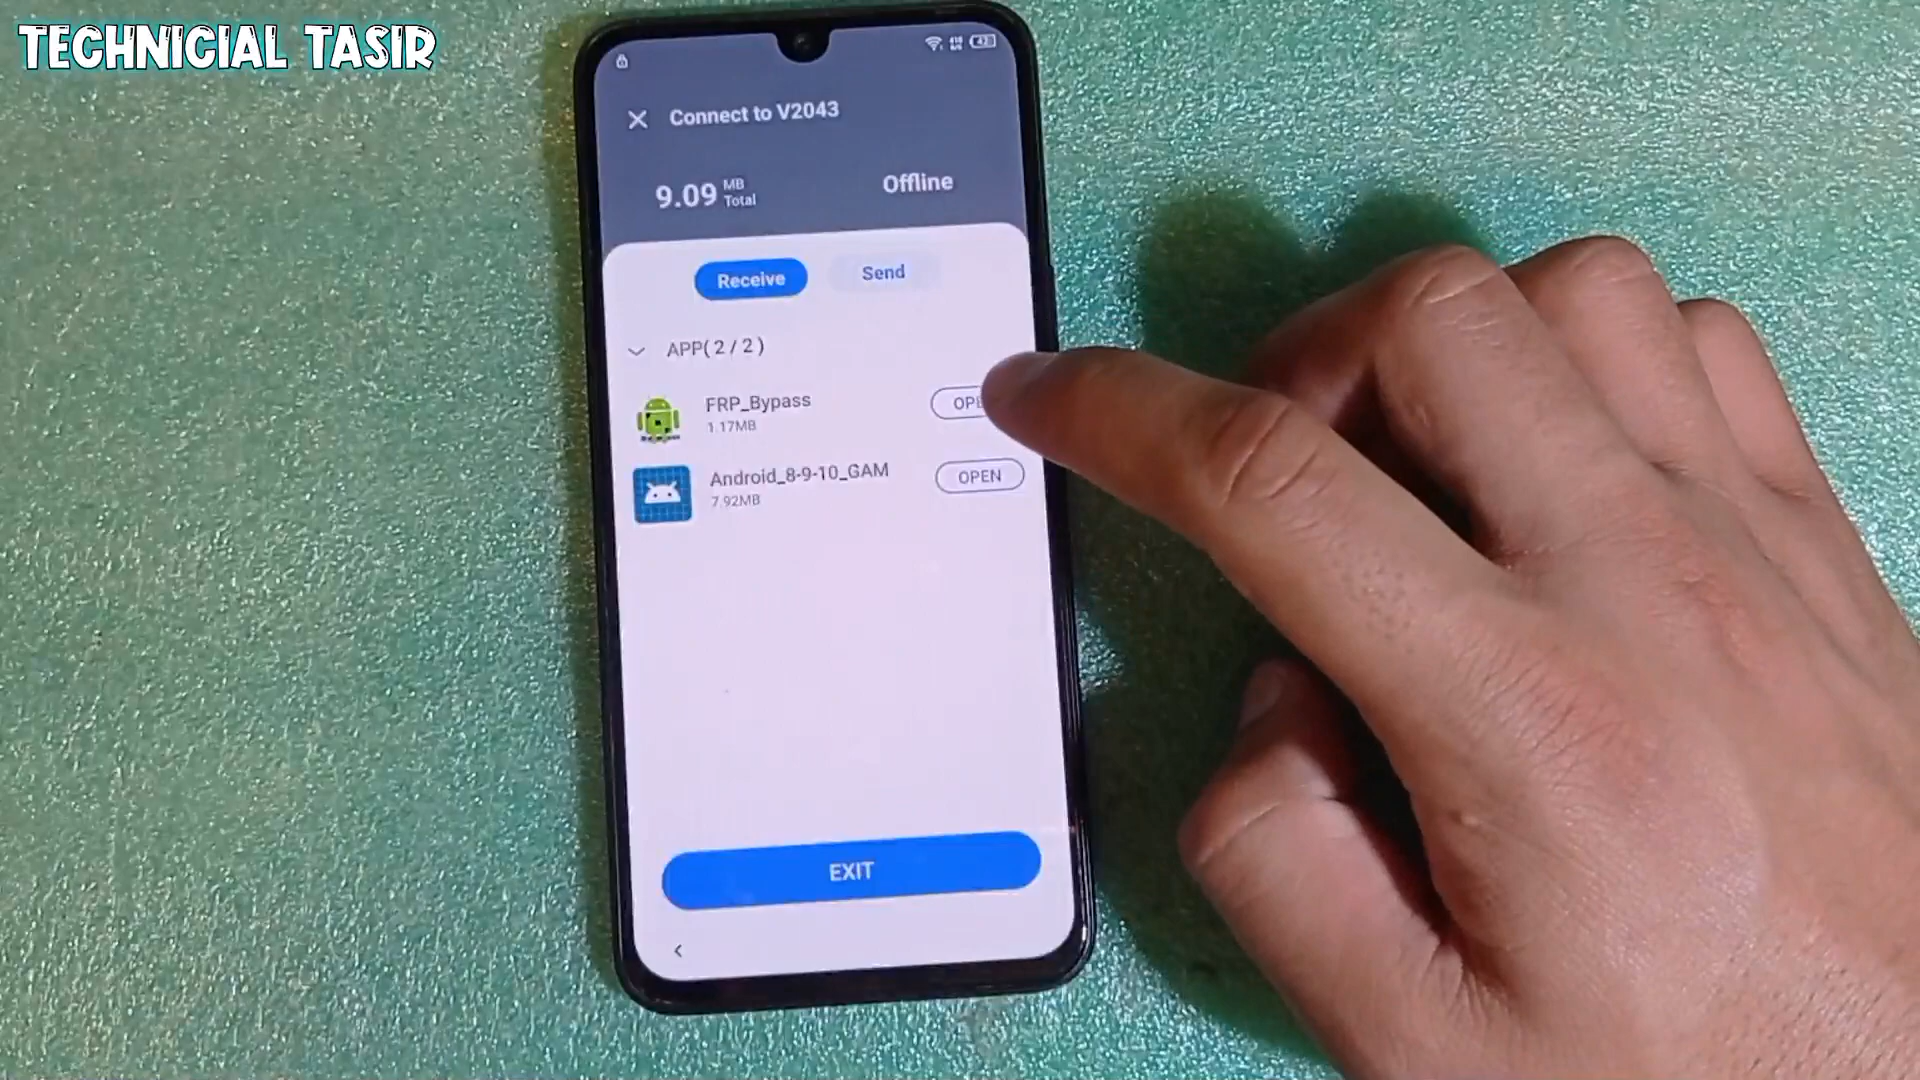 TECHNICIAL TASIR
Connect to V2043
9.09 MB Total
Offline
Receive
Send
APP( 2 / 2 )
FRP_Bypass
1.17MB
Android_8-9-10_GAM
OPEN
7.92MB
EXIT